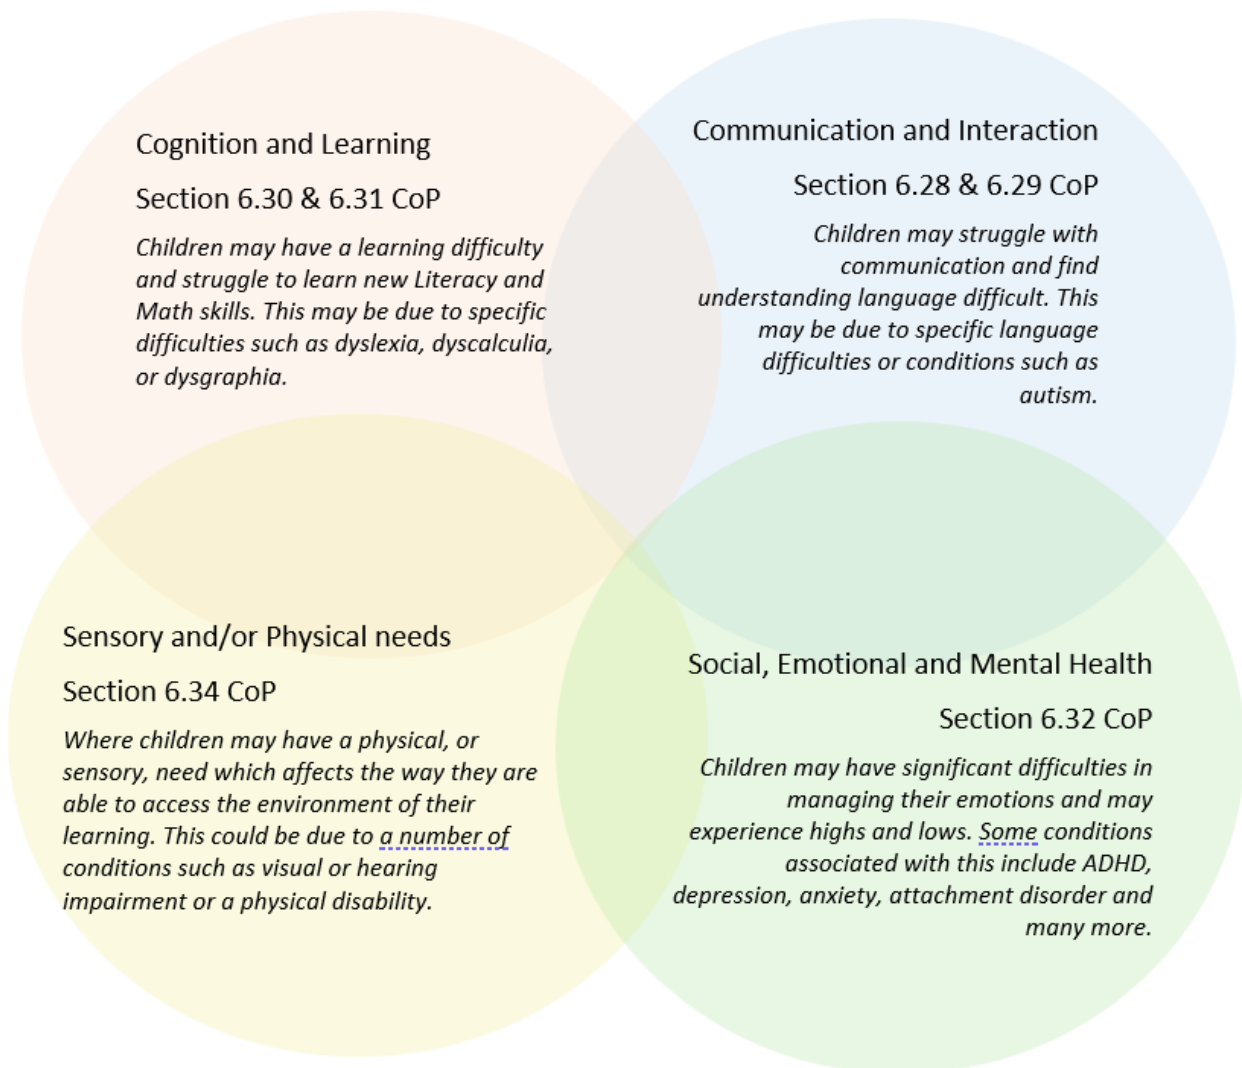 Cognition and Learning
Section 6.30 & 6.31 CoP
Children may have a learning difficulty
and struggle to learn new Literacy and
Math skills. This may be due to specific
difficulties such as dyslexia, dyscalculia,
or dysgraphia.
Communication and Interaction
Section 6.28 & 6.29 CoP
Children may struggle with
communication and find
understanding language difficult. This
may be due to specific language
difficulties or conditions such as
autism.
Sensory and/or Physical needs
Section 6.34 CoP
Where children may have a physical, or
sensory, need which affects the way they are
able to access the environment of their
learning. This could be due to a number of
conditions such as visual or hearing
impairment or a physical disability.
Social, Emotional and Mental Health
Section 6.32 CoP
Children may have significant difficulties in
managing their emotions and may
experience highs and lows. Some conditions
associated with this include ADHD,
depression, anxiety, attachment disorder and
many more.